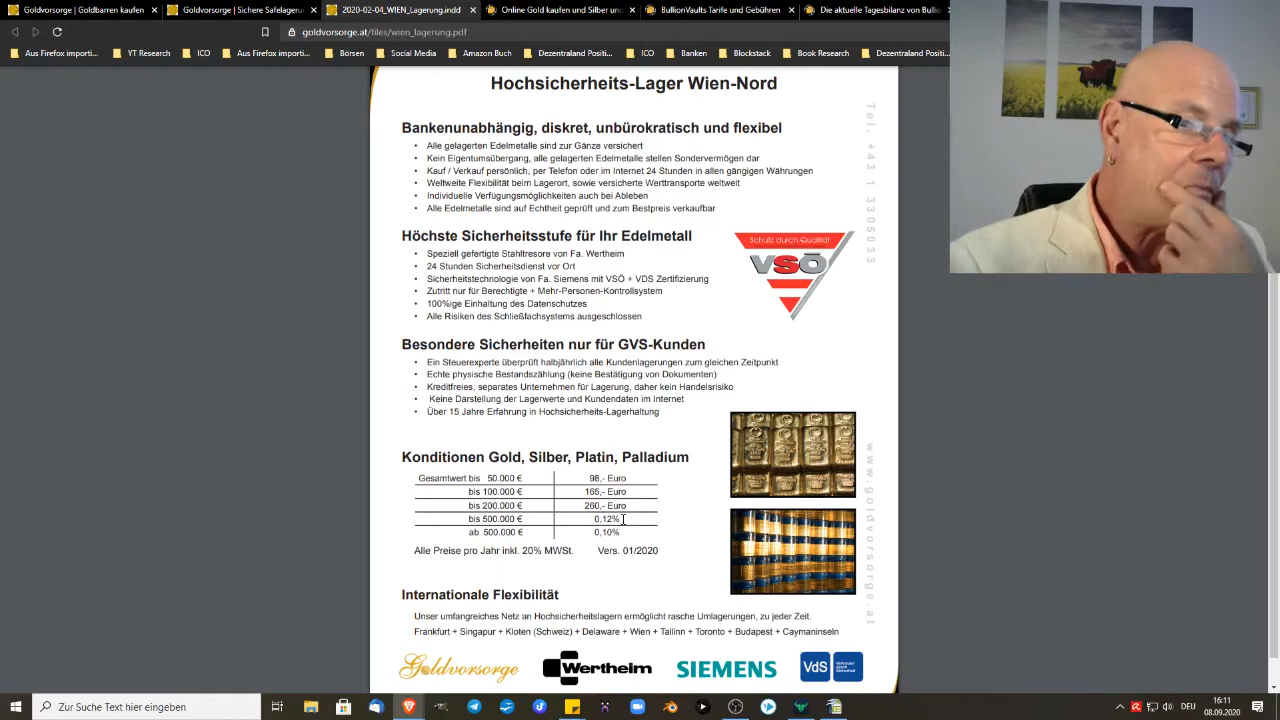 Goldvorsorge | Goldbarren kaufen
Goldvorsorge | Sichere Safelagerun
2020-02-04_WIEN_Lagerung.indd
Online Gold kaufen und Silber und
BullionVaults Tarife und Gebühren
Die aktuelle Tagesbilanz von Bullio
goldvorsorge.at/files/wien_lagerung.pdf
Aus Firefox importi...
YT Research
ICO
Aus Firefox importi...
Börsen
Social Media
Amazon Buch
Dezentraland Positi...
ICO
Banken
Blockstack
Book Research
Dezentraland Positi
Hochsicherheits-Lager Wien-Nord
Bankenunabhängig, diskret, unbürokratisch und flexibel
• Alle gelagerten Edelmetalle sind zur Gänze versichert
• Kein Eigentumsübergang, alle gelagerten Edelmetalle stellen Sondervermögen dar
• Kauf / Verkauf persönlich, per Telefon oder im Internet 24 Stunden in allen gängigen Währungen
• Weltweite Flexibilität beim Lagerort, sowie versicherte Werttransporte weltweit
• Individuelle Verfügungsmöglichkeiten auch bei Ableben
• Alle Edelmetalle sind auf Echtheit geprüft und zum Bestpreis verkaufbar
Tel. +43 1 3305033
Höchste Sicherheitsstufe für Ihr Edelmetall
• Speziell gefertigte Stahltresore von Fa. Wertheim
• 24 Stunden Sicherheitsdienst vor Ort
• Sicherheitstechnologie von Fa. Siemens mit VSÖ + VDS Zertifizierung
• Zutritt nur für Berechtigte + Mehr-Personen-Kontrollsystem
• 100%ige Einhaltung des Datenschutzes
• Alle Risiken des Schließfachsystems ausgeschlossen
Schutz durch Qualität
VSÖ
Besondere Sicherheiten nur für GVS-Kunden
• Ein Steuerexperte überprüft halbjährlich alle Kundenlagerungen zum gleichen Zeitpunkt
• Echte physische Bestandszählung (keine Bestätigung von Dokumenten)
• Kreditfreies, separates Unternehmen für Lagerung, daher kein Handelsrisiko
• Keine Darstellung der Lagerwerte und Kundendaten im Internet
• Über 15 Jahre Erfahrung in Hochsicherheits-Lagerhaltung
Konditionen Gold, Silber, Platin, Palladium
Gesamtwert bis 50.000 € 98,- Euro
bis 100.000 € 165,- Euro
bis 200.000 € 260,- Euro
bis 500.000 € 0,12%
ab 500.000 € 0,10%
Alle Preise pro Jahr inkl. 20% MWSt. Vers. 01/2020
www.goldvorsorge.at
Internationale Flexibilität
Unser umfangreiches Netz an Hochsicherheitslagern ermöglicht rasche Umlagerungen, zu jeder Zeit.
Frankfurt + Singapur + Kloten (Schweiz) + Delaware + Wien + Tallinn + Toronto + Budapest + Caymaninseln
Goldvorsorge
Wertheim
SIEMENS
VdS
Zur Suche Text hier eingeben
DEU
16:11
08.09.2020